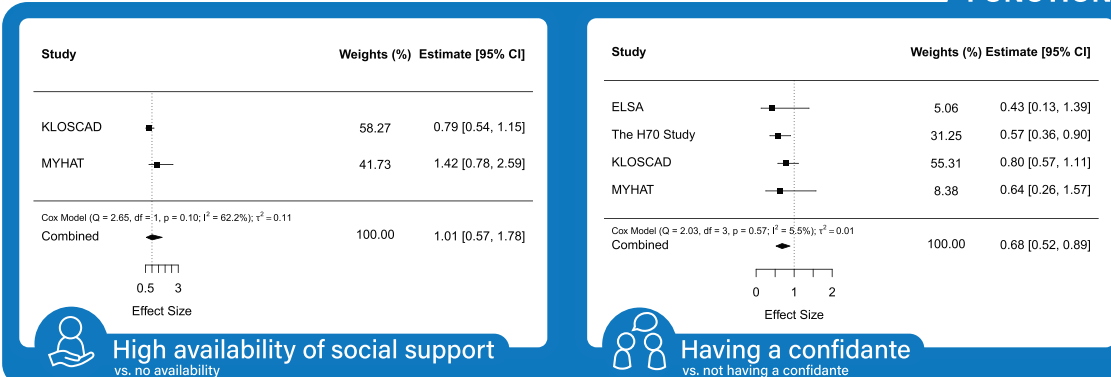 Study Weights (%) Estimate [95% CI]
KLOSCAD 58.27 0.79 [0.54, 1.15]
MYHAT 41.73 1.42 [0.78, 2.59]
Cox Model (Q = 2.65, df = 1, p = 0.10; I² = 62.2%); τ² = 0.11
Combined 100.00 1.01 [0.57, 1.78]
0.5 3
Effect Size
High availability of social support
vs. no availability
Study Weights (%) Estimate [95% CI]
ELSA 5.06 0.43 [0.13, 1.39]
The H70 Study 31.25 0.57 [0.36, 0.90]
KLOSCAD 55.31 0.80 [0.57, 1.11]
MYHAT 8.38 0.64 [0.26, 1.57]
Cox Model (Q = 2.03, df = 3, p = 0.57; I² = 5.5%); τ² = 0.01
Combined 100.00 0.68 [0.52, 0.89]
0 1 2
Effect Size
Having a confidante
vs. not having a confidante